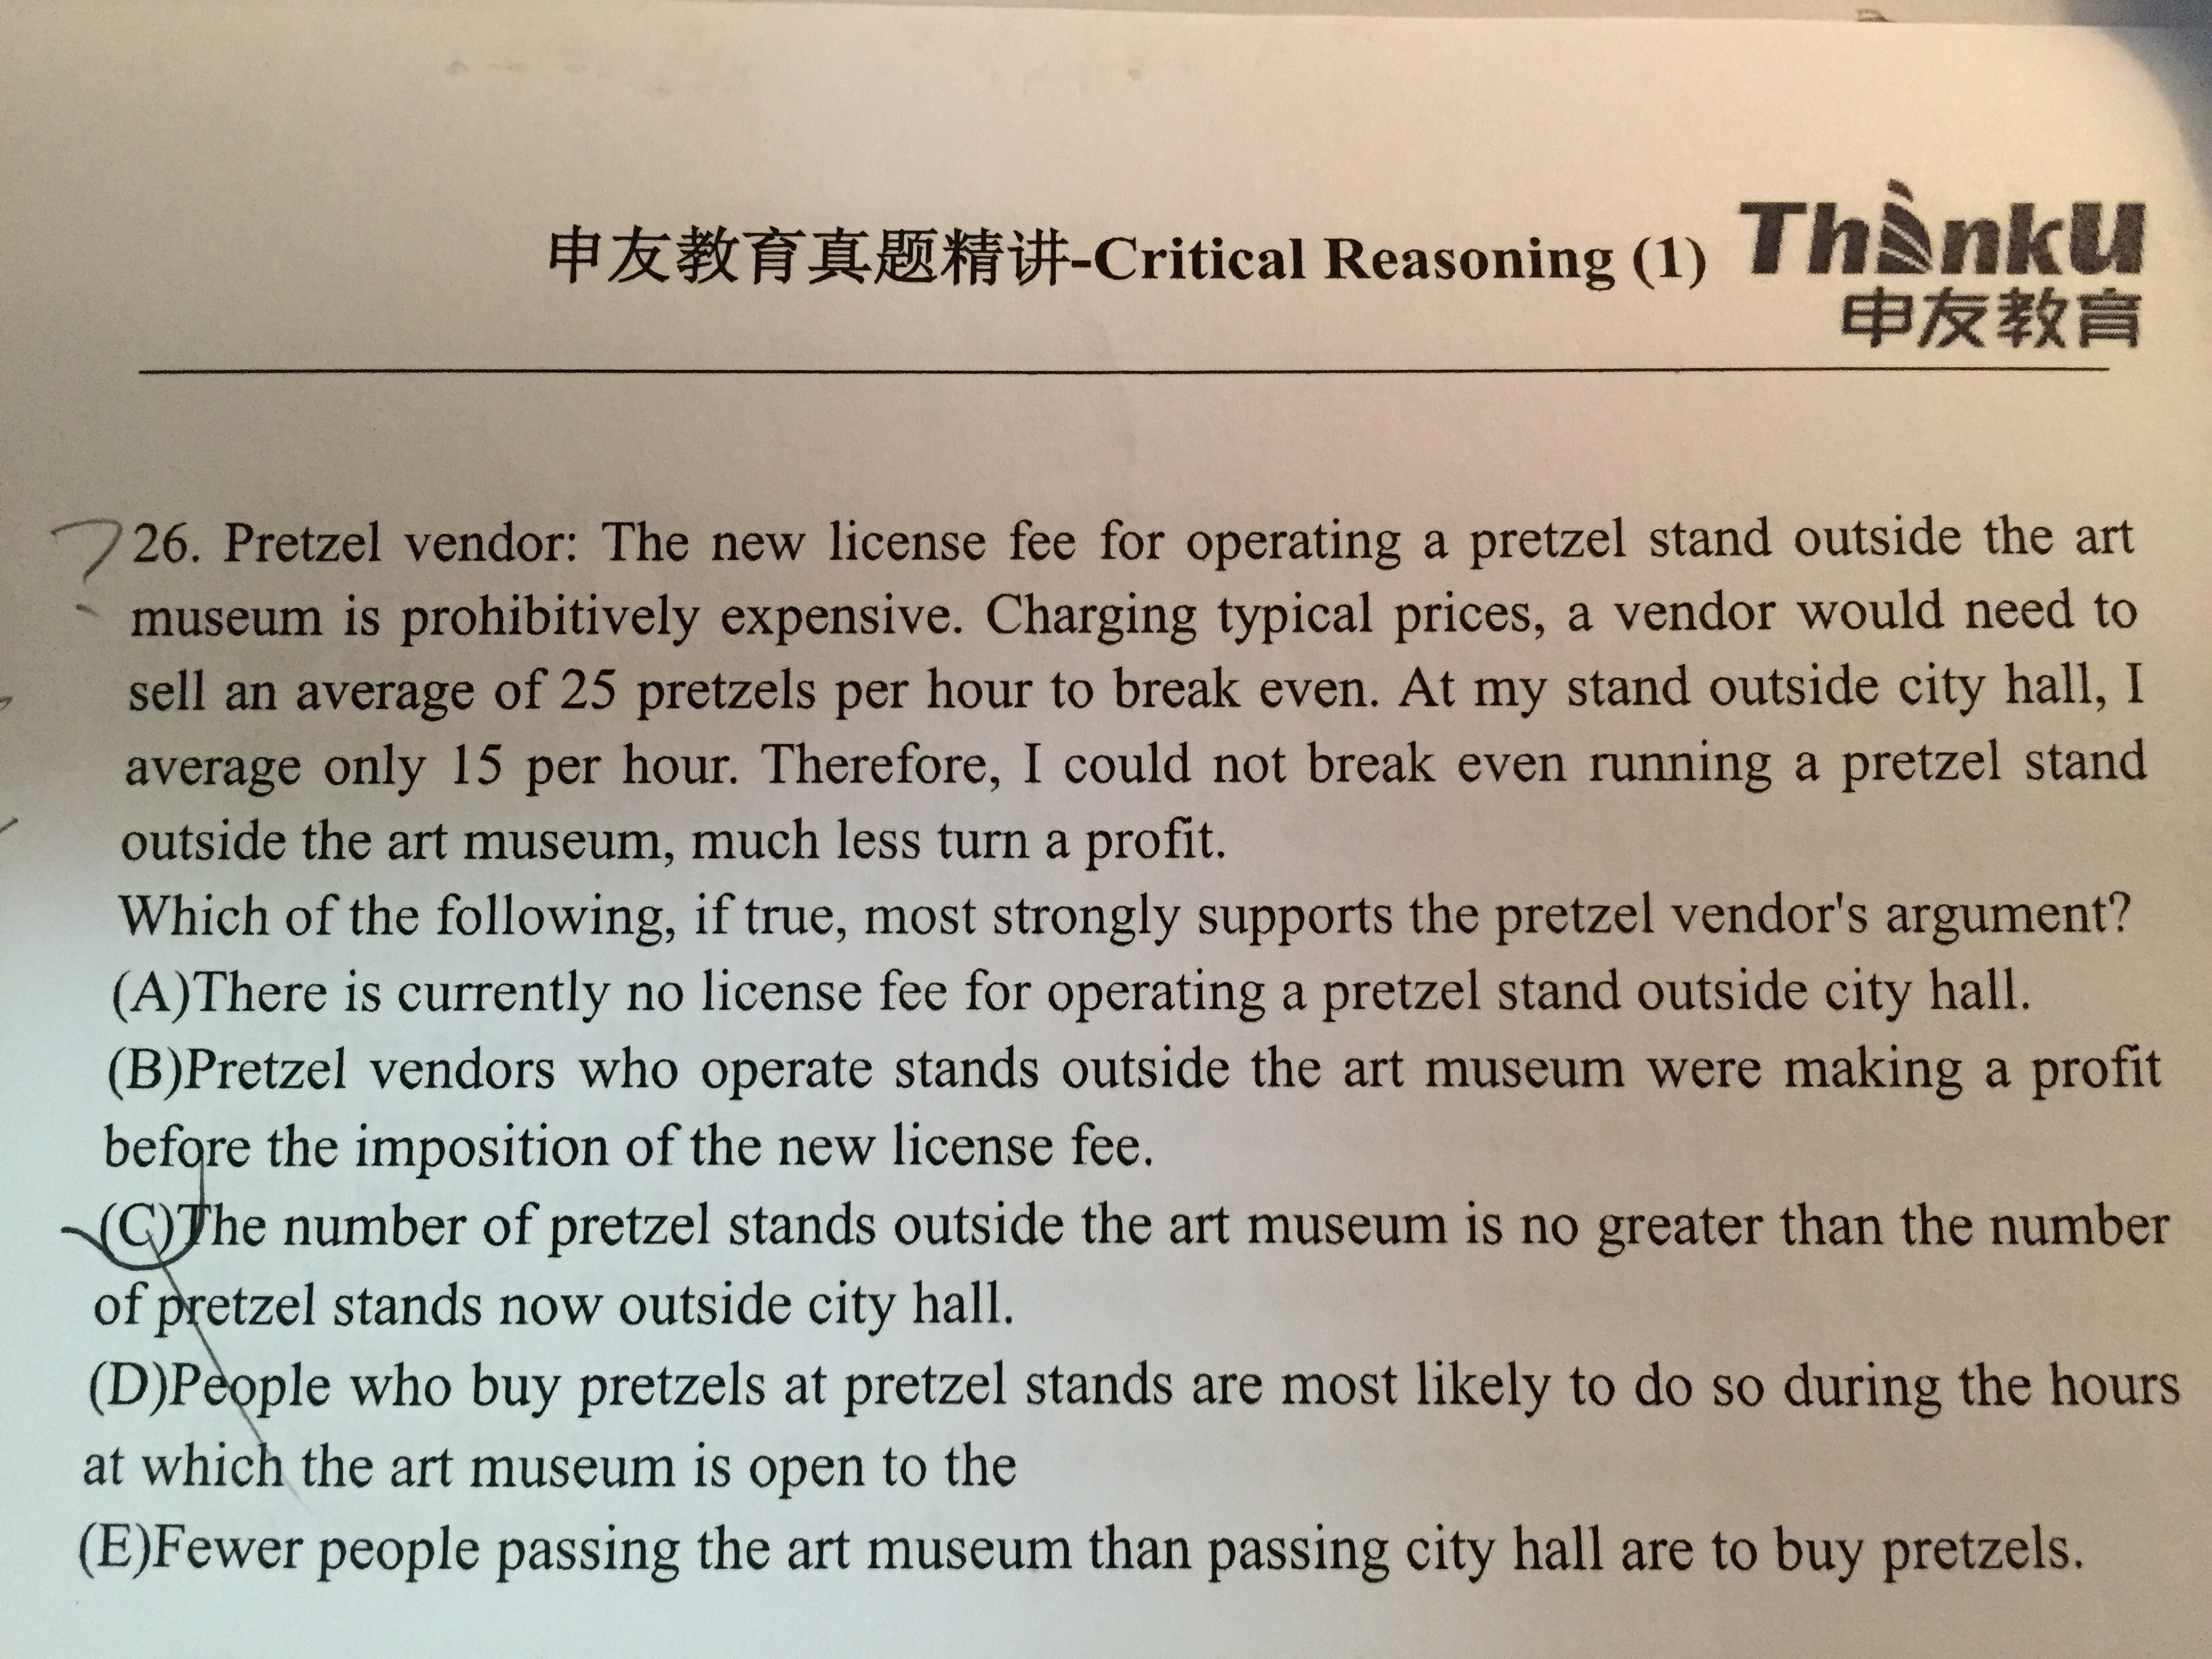 申友教育真题精讲-Critical Reasoning (1)
ThinkU
申友教育
26. Pretzel vendor: The new license fee for operating a pretzel stand outside the art
museum is prohibitively expensive. Charging typical prices, a vendor would need to
sell an average of 25 pretzels per hour to break even. At my stand outside city hall, I
average only 15 per hour. Therefore, I could not break even running a pretzel stand
outside the art museum, much less turn a profit.
Which of the following, if true, most strongly supports the pretzel vendor's argument?
(A)There is currently no license fee for operating a pretzel stand outside city hall.
(B)Pretzel vendors who operate stands outside the art museum were making a profit
before the imposition of the new license fee.
(C)The number of pretzel stands outside the art museum is no greater than the number
of pretzel stands now outside city hall.
(D)People who buy pretzels at pretzel stands are most likely to do so during the hours
at which the art museum is open to the
(E)Fewer people passing the art museum than passing city hall are to buy pretzels.